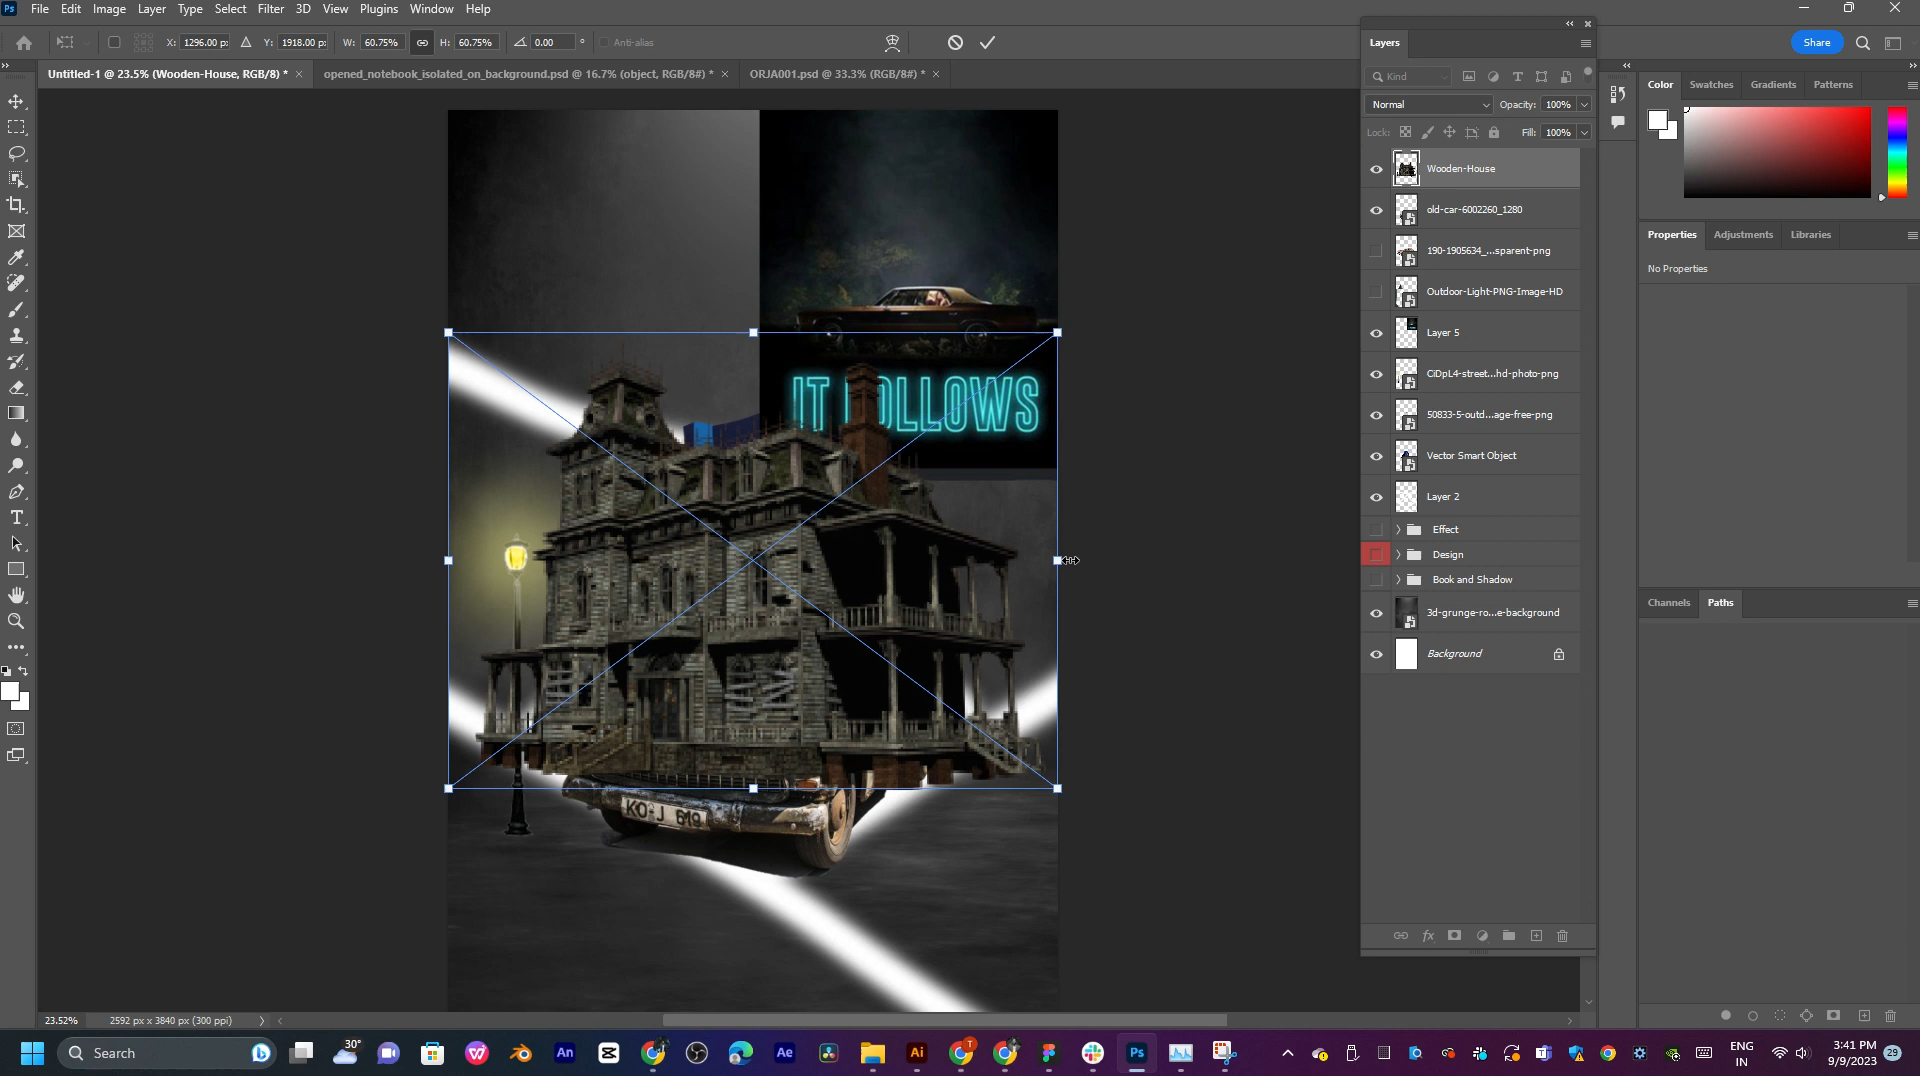 File Edit Image Layer Type Select Filter 3D View Plugins Window Help
X: 1296.00 px Y: 1918.00 px W: 60.75% H: 60.75% 0.00 ° Anti-alias
Share
Untitled-1 @ 23.5% (Wooden-House, RGB/8) * × opened_notebook_isolated_on_background.psd @ 16.7% (object, RGB/8#) * × ORJA001.psd @ 33.3% (RGB/8#) * ×
Layers
Kind
Normal Opacity: 100%
Lock: Fill: 100%
Wooden-House
old-car-6002260_1280
190-1905634_...sparent-png
Outdoor-Light-PNG-Image-HD
Layer 5
CiDpL4-street...hd-photo-png
50833-5-outd...age-free-png
Vector Smart Object
Layer 2
Effect
Design
Book and Shadow
3d-grunge-ro...e-background
Background
Color Swatches Gradients Patterns
Properties Adjustments Libraries
No Properties
Channels Paths
IT FOLLOWS
KO-J 619
23.52% 2592 px x 3840 px (300 ppi)
Search
30°
ENG
IN
3:41 PM
9/9/2023
29